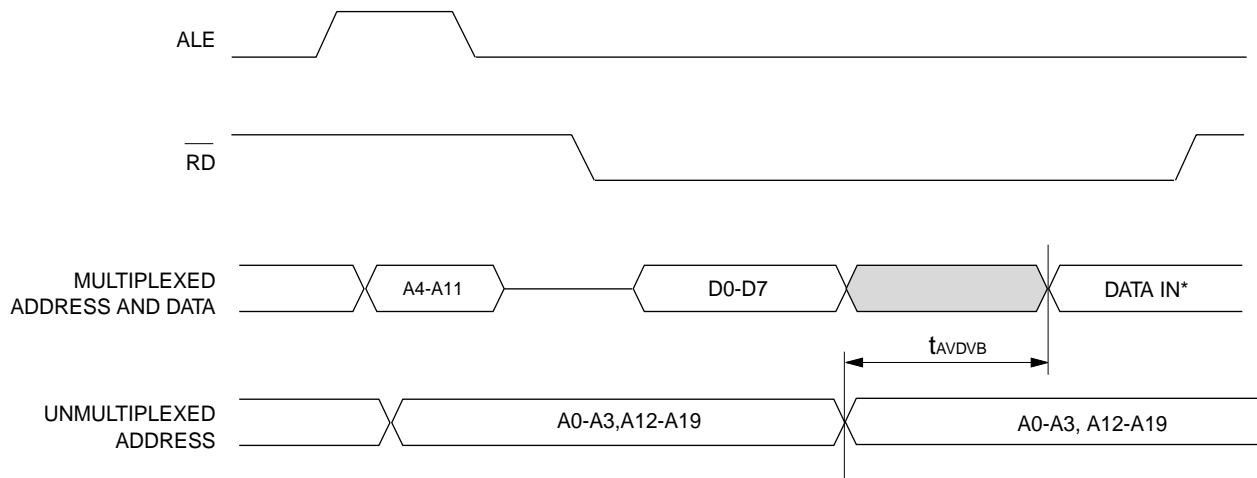 ALE
RD
MULTIPLEXED
ADDRESS AND DATA
A4-A11
D0-D7
DATA IN*
tAVDVB
UNMULTIPLEXED
ADDRESS
A0-A3,A12-A19
A0-A3, A12-A19